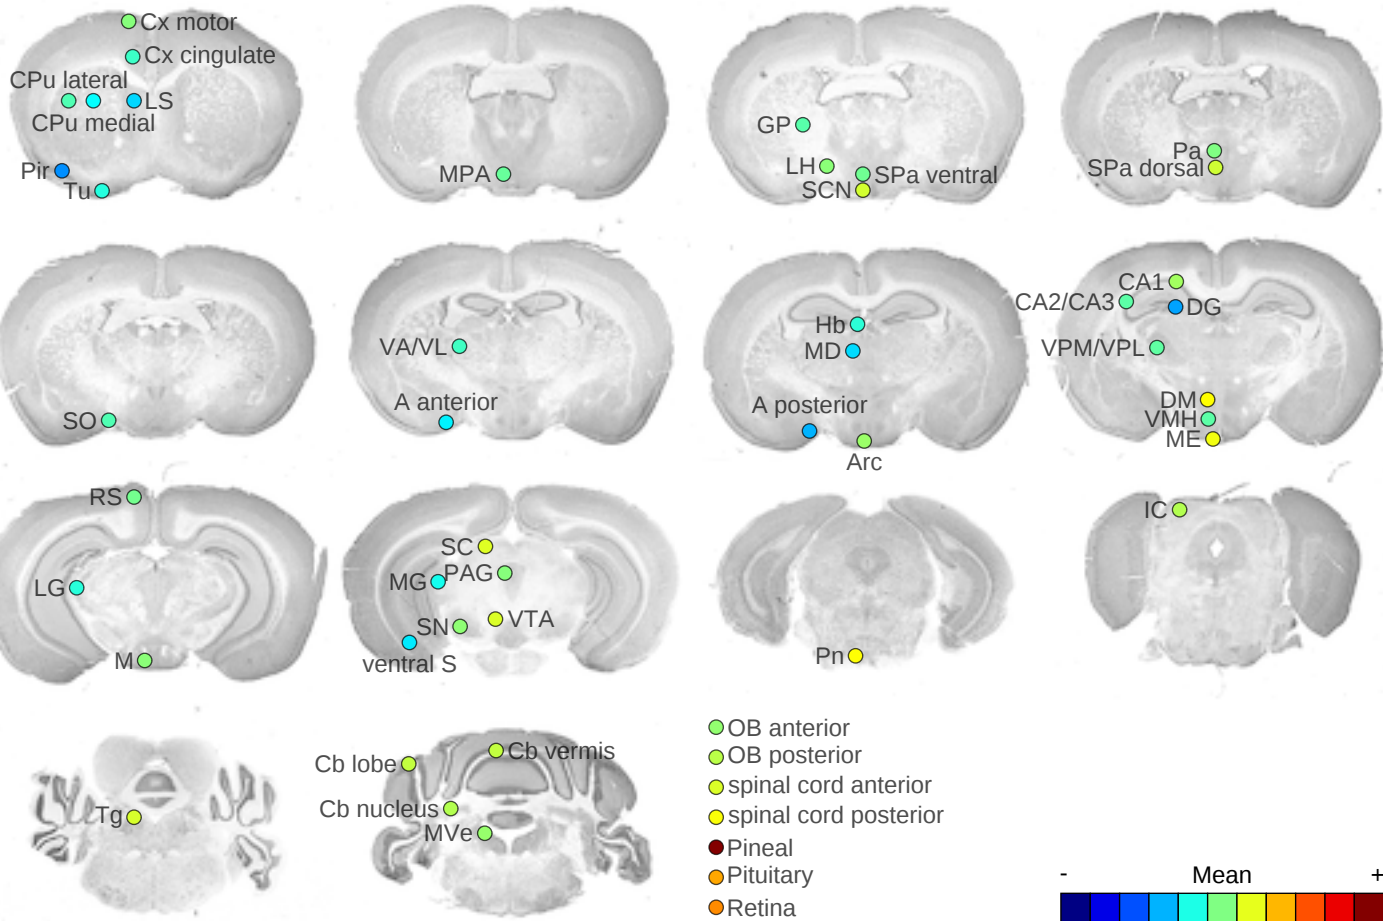 Cx motor
Cx cingulate
CPu lateral
LS
CPu medial
Pir
Tu
MPA
GP
LH
SPa ventral
SCN
Pa
SPa dorsal
SO
VA/VL
A anterior
Hb
MD
A posterior
Arc
CA1
CA2/CA3
DG
VPM/VPL
DM
VMH
ME
RS
LG
M
SC
PAG
MG
VTA
SN
ventral S
Pn
IC
Tg
Cb vermis
Cb lobe
Cb nucleus
MVe
OB anterior
OB posterior
spinal cord anterior
spinal cord posterior
Pineal
Pituitary
Retina
- Mean +